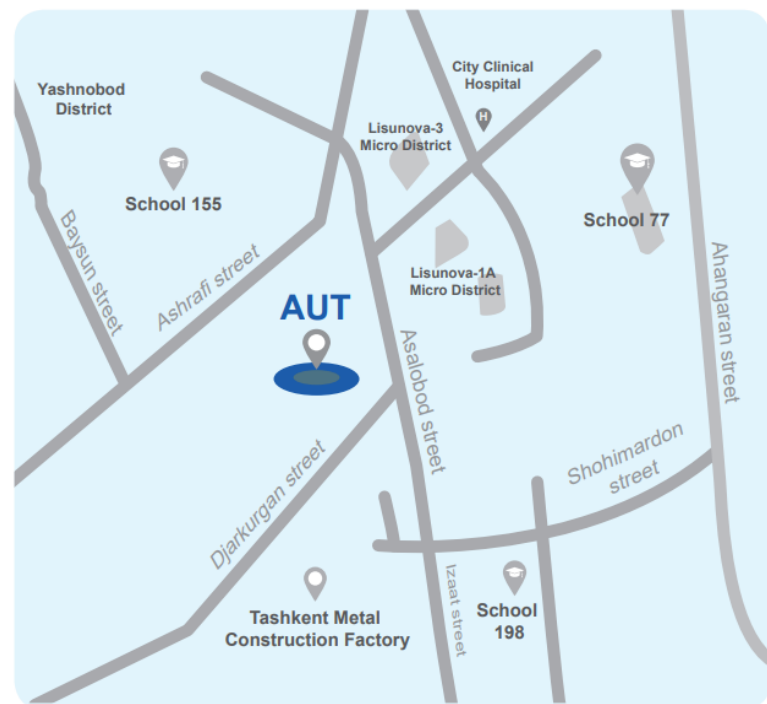 Yashnobod
District
City Clinical
Hospital
H
Lisunova-3
Micro District
School 155
School 77
Baysun street
Ashrafi street
Lisunova-1A
Micro District
Ahangaran street
AUT
Asalobod street
Djarkurgan street
Shohimardon
street
Izaat street
Tashkent Metal
Construction Factory
School
198